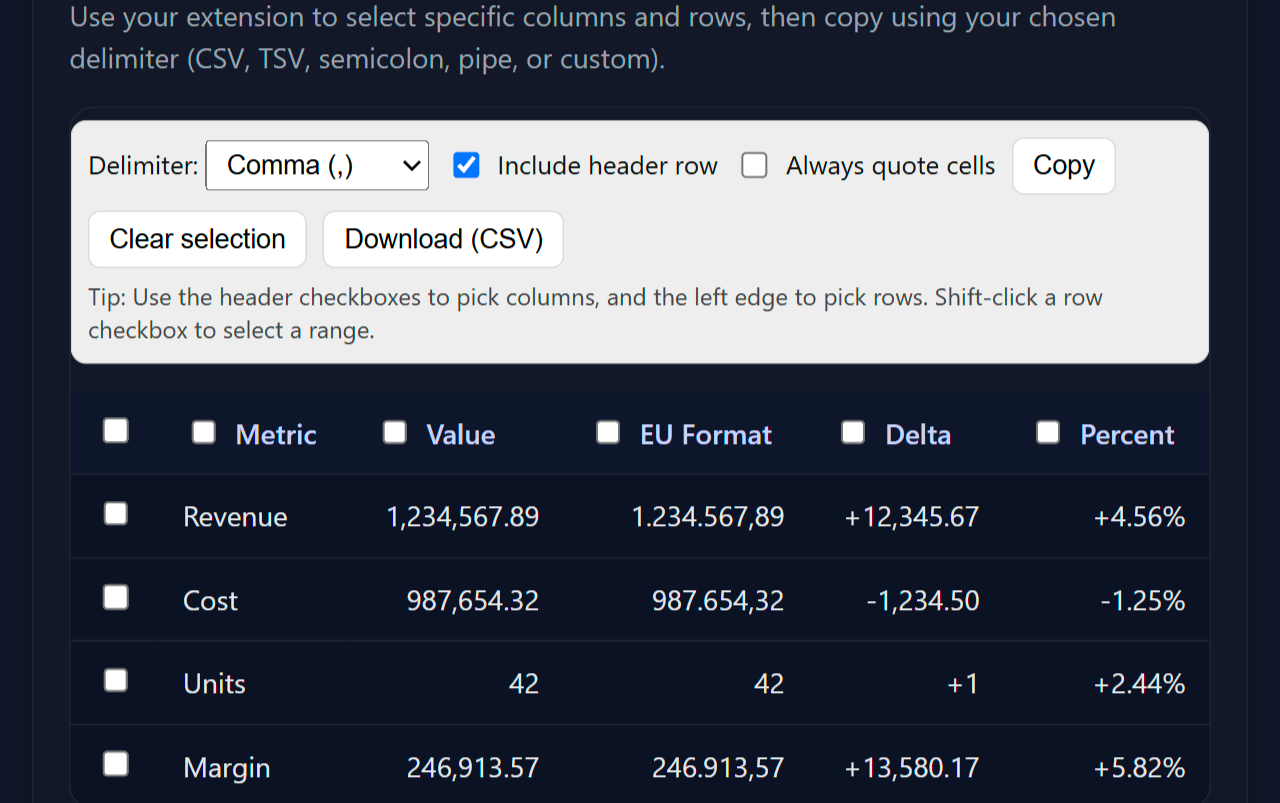 Use your extension to select specific columns and rows, then copy using your chosen
delimiter (CSV, TSV, semicolon, pipe, or custom).
Delimiter: Comma (,) Include header row Always quote cells Copy
Clear selection Download (CSV)
Tip: Use the header checkboxes to pick columns, and the left edge to pick rows. Shift-click a row
checkbox to select a range.
Metric Value EU Format Delta Percent
Revenue 1,234,567.89 1.234.567,89 +12,345.67 +4.56%
Cost 987,654.32 987.654,32 -1,234.50 -1.25%
Units 42 42 +1 +2.44%
Margin 246,913.57 246.913,57 +13,580.17 +5.82%